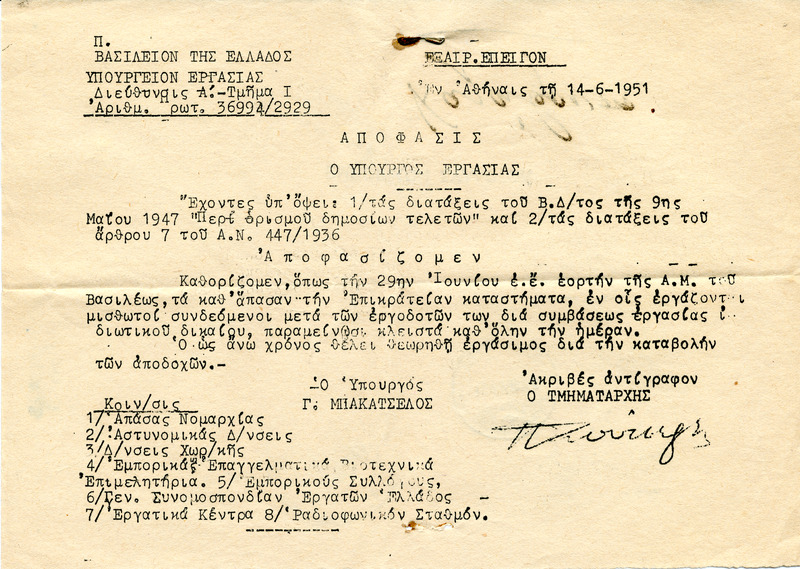 Π.
ΒΑΣΙΛΕΙΟΝ ΤΗΣ ΕΛΛΑΔΟΣ
ΕΞΑΙΡ.ΕΠΕΙΓΟΝ
ΥΠΟΥΡΓΕΙΟΝ ΕΡΓΑΣΙΑΣ
Διεύθυνσις Α.-Τμῆμα Ι
Ἐν Ἀθήναις τῇ 14-6-1951
Ἀριθμ. ρωτ. 36994/2929
ΑΠΟΦΑΣΙΣ
Ο ΥΠΟΥΡΓΟΣ ΕΡΓΑΣΙΑΣ
Ἔχοντες ὑπ'ὄψει: 1/τάς διατάξεις τοῦ Β.Δ/τος τῆς 9ης
Μαΐου 1947 "Περί ὁρισμοῦ δημοσίων τελετῶν" καί 2/τάς διατάξεις τοῦ
ἄρθρου 7 τοῦ Α.Ν. 447/1936
Ἀποφασίζομεν
Καθορίζομεν,ὅπως τήν 29ην Ἰουνίου ἐ.ἔ. ἑορτήν τῆς Α.Μ. τοῦ
Βασιλέως,τά καθ'ἅπασαν τήν Ἐπικράτειαν καταστήματα, ἐν οἷς ἐργάζονται
μισθωτοί συνδεόμενοι μετά τῶν ἐργοδοτῶν των διά συμβάσεως ἐργασίας ἰ-
διωτικοῦ δικαίου, παραμείνωσι κλειστά καθ'ὅλην τήν ἡμέραν.
Ὁ ὡς ἄνω χρόνος θέλει θεωρηθῆ ἐργάσιμος διά τήν καταβολήν
τῶν ἀποδοχῶν.-
Ὁ Ὑπουργός
Γ. ΜΠΑΚΑΤΣΕΛΟΣ
Ἀκριβές ἀντίγραφον
Ο ΤΜΗΜΑΤΑΡΧΗΣ
Κοιν/σις
1/Ἁπάσας Νομαρχίας
2/Ἀστυνομικάς Δ/νσεις
3/Δ/νσεις Χωρ/κῆς
4/Ἐμπορικά Ἐπαγγελματικά Βιοτεχνικά
Ἐπιμελητήρια. 5/Ἐμπορικούς Συλλόγους,
6/Γεν. Συνομοσπονδίαν Ἐργατῶν Ἑλλάδος -
7/Ἐργατικά Κέντρα 8/Ραδιοφωνικόν Σταθμόν.